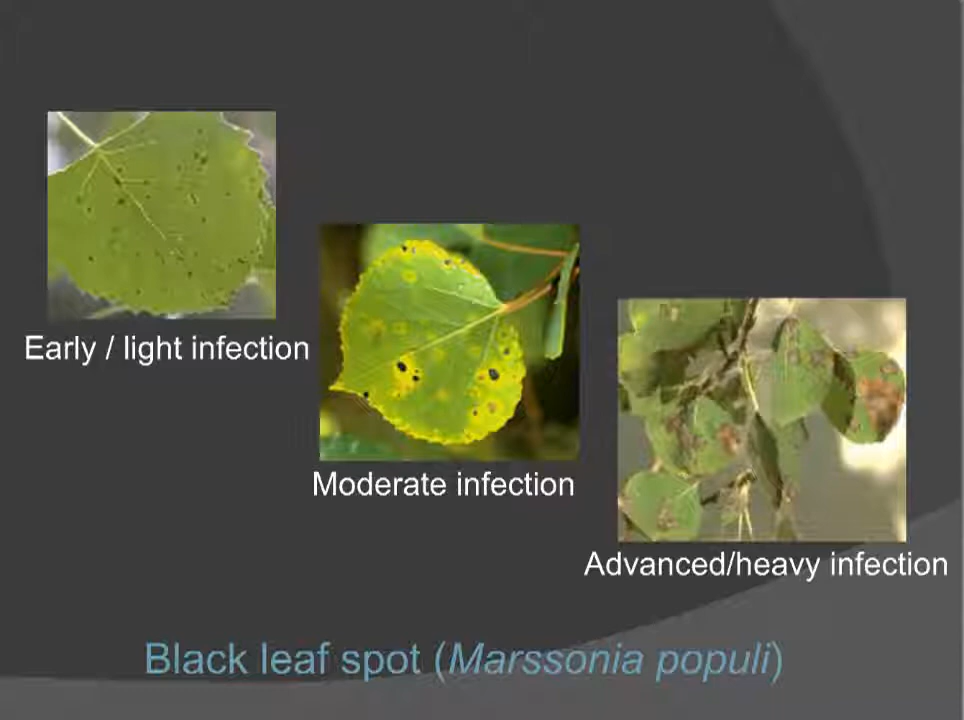 Early / light infection
Moderate infection
Advanced/heavy infection
Black leaf spot (Marssonia populi)